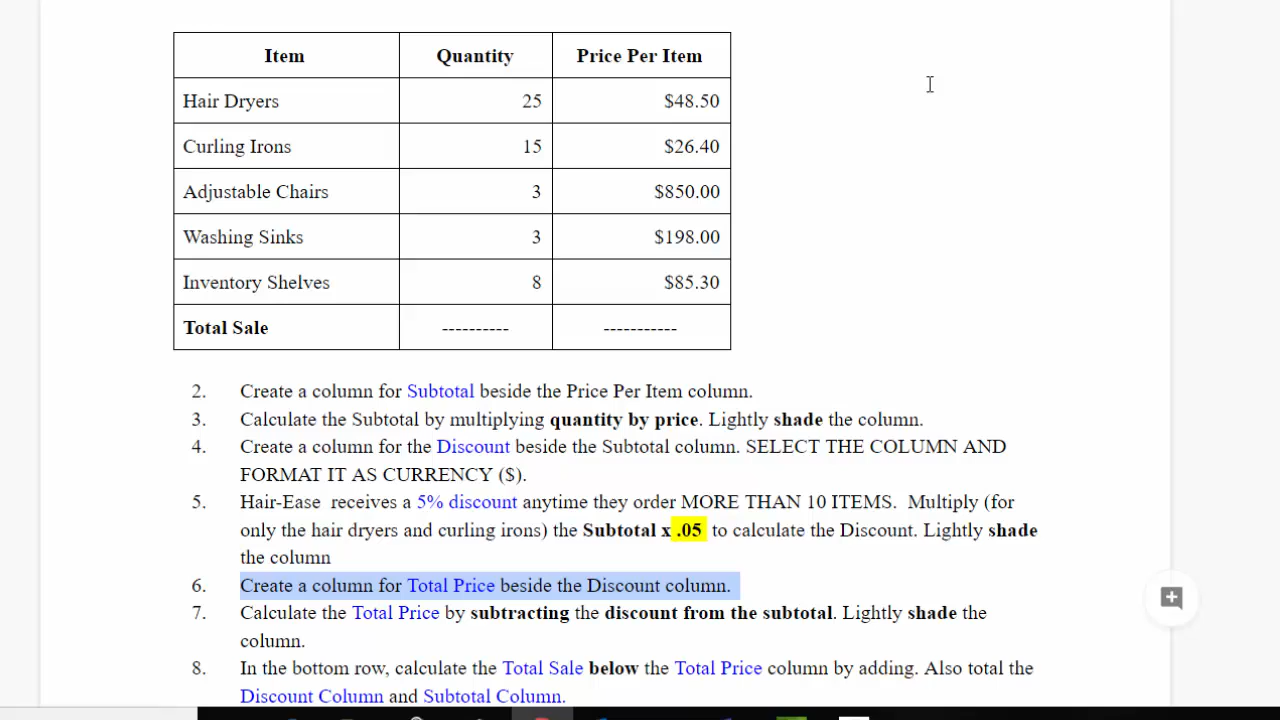 Item Quantity Price Per Item
Hair Dryers 25 $48.50
Curling Irons 15 $26.40
Adjustable Chairs 3 $850.00
Washing Sinks 3 $198.00
Inventory Shelves 8 $85.30
Total Sale ---------- -----------
2. Create a column for Subtotal beside the Price Per Item column.
3. Calculate the Subtotal by multiplying quantity by price. Lightly shade the column.
4. Create a column for the Discount beside the Subtotal column. SELECT THE COLUMN AND
FORMAT IT AS CURRENCY ($).
5. Hair-Ease receives a 5% discount anytime they order MORE THAN 10 ITEMS. Multiply (for
only the hair dryers and curling irons) the Subtotal x .05 to calculate the Discount. Lightly shade
the column
6. Create a column for Total Price beside the Discount column.
7. Calculate the Total Price by subtracting the discount from the subtotal. Lightly shade the
column.
8. In the bottom row, calculate the Total Sale below the Total Price column by adding. Also total the
Discount Column and Subtotal Column.